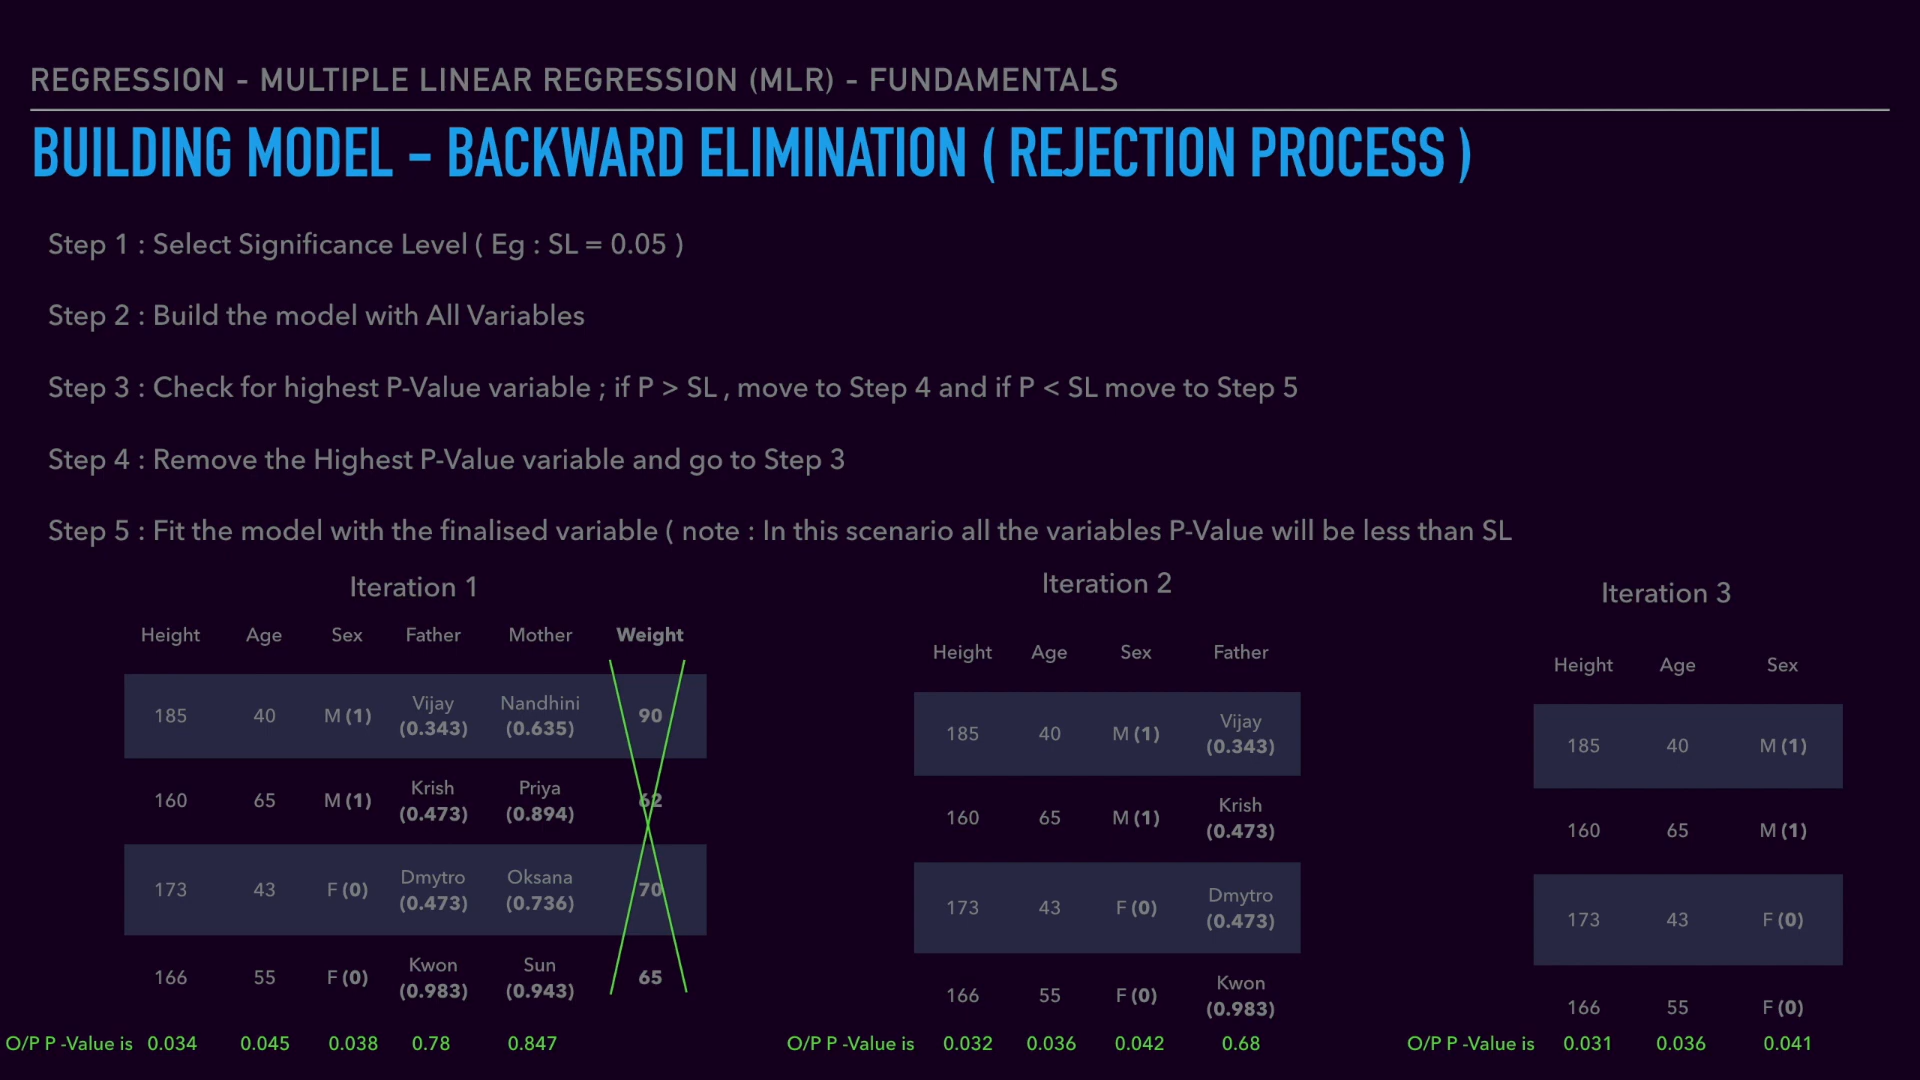 REGRESSION - MULTIPLE LINEAR REGRESSION (MLR) - FUNDAMENTALS
BUILDING MODEL - BACKWARD ELIMINATION ( REJECTION PROCESS )
Step 1 : Select Significance Level ( Eg : SL = 0.05 )
Step 2 : Build the model with All Variables
Step 3 : Check for highest P-Value variable ; if P > SL , move to Step 4 and if P < SL move to Step 5
Step 4 : Remove the Highest P-Value variable and go to Step 3
Step 5 : Fit the model with the finalised variable ( note : In this scenario all the variables P-Value will be less than SL
Iteration 1
Height Age Sex Father Mother Weight
185 40 M (1) Vijay (0.343) Nandhini (0.635) 90
160 65 M (1) Krish (0.473) Priya (0.894) 62
173 43 F (0) Dmytro (0.473) Oksana (0.736) 70
166 55 F (0) Kwon (0.983) Sun (0.943) 65
O/P P -Value is 0.034 0.045 0.038 0.78 0.847
Iteration 2
Height Age Sex Father
185 40 M (1) Vijay (0.343)
160 65 M (1) Krish (0.473)
173 43 F (0) Dmytro (0.473)
166 55 F (0) Kwon (0.983)
O/P P -Value is 0.032 0.036 0.042 0.68
Iteration 3
Height Age Sex
185 40 M (1)
160 65 M (1)
173 43 F (0)
166 55 F (0)
O/P P -Value is 0.031 0.036 0.041